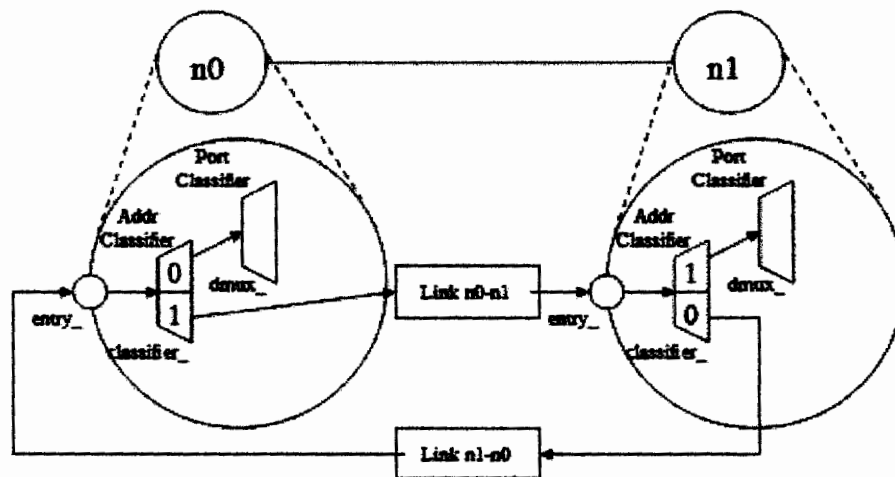 n0
n1
Port
Classifier
Addr
Classifier
0
1
dmux_
entry_
classifier_
Link n0-n1
Port
Classifier
Addr
Classifier
1
0
dmux_
entry_
classifier_
Link n1-n0